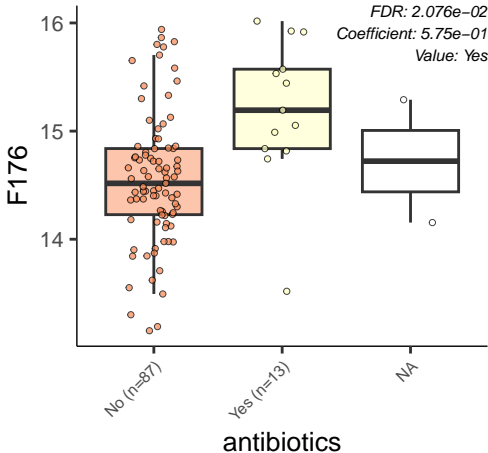 FDR: 2.076e−02
Coefficient: 5.75e−01
Value: Yes
16
15
14
F176
No (n=87)
Yes (n=13)
NA
antibiotics